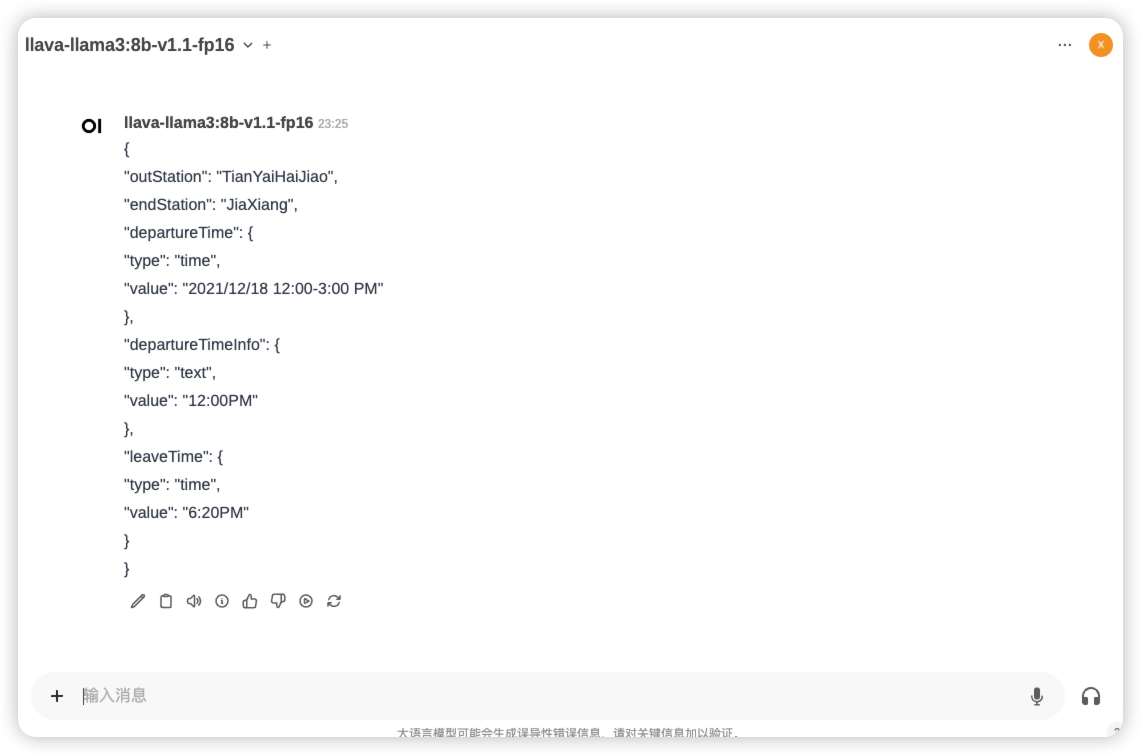 llava-llama3:8b-v1.1-fp16
X
OI
llava-llama3:8b-v1.1-fp16 23:25
{
"outStation": "TianYaiHaiJiao",
"endStation": "JiaXiang",
"departureTime": {
"type": "time",
"value": "2021/12/18 12:00-3:00 PM"
},
"departureTimeInfo": {
"type": "text",
"value": "12:00PM"
},
"leaveTime": {
"type": "time",
"value": "6:20PM"
}
}
输入消息
大语言模型可能会生成误导性错误信息，请对关键信息加以验证。
?